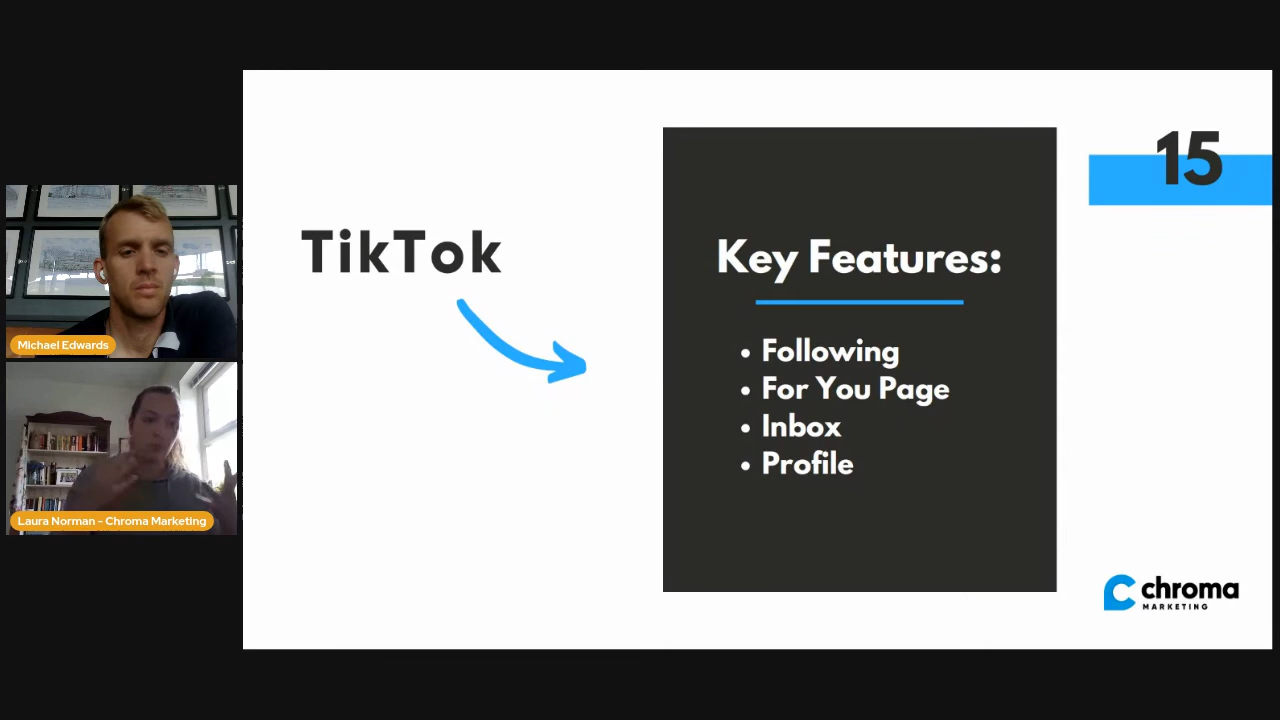 Michael Edwards
Laura Norman - Chroma Marketing
TikTok
Key Features:
• Following
• For You Page
• Inbox
• Profile
15
chroma
MARKETING